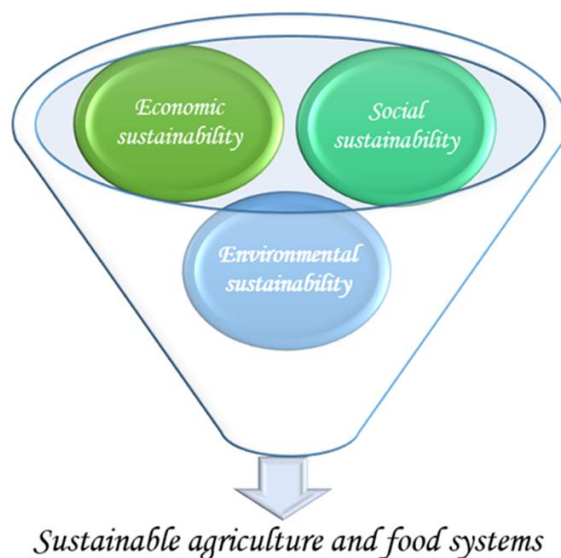 Economic
sustainability
Social
sustainability
Environmental
sustainability
Sustainable agriculture and food systems